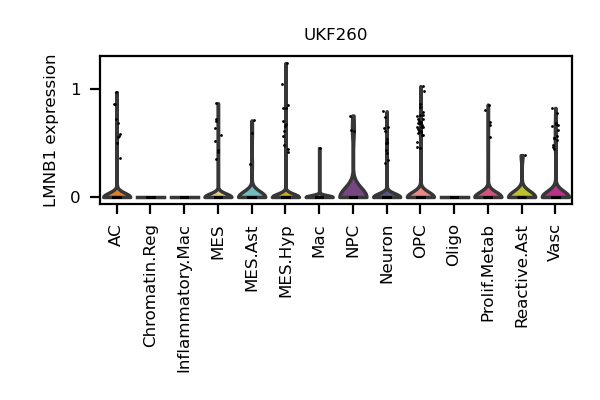 UKF260
LMNB1 expression
1
0
AC
Chromatin.Reg
Inflammatory.Mac
MES
MES.Ast
MES.Hyp
Mac
NPC
Neuron
OPC
Oligo
Prolif.Metab
Reactive.Ast
Vasc